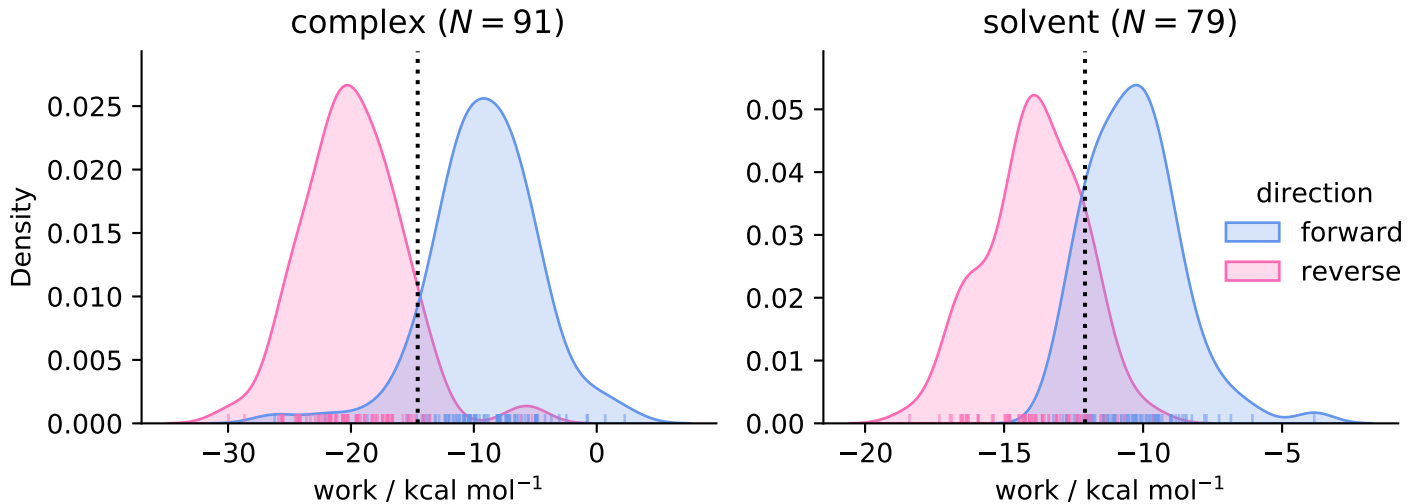 complex (N = 91)
Density
0.025
0.020
0.015
0.010
0.005
0.000
−30
−20
−10
0
work / kcal mol⁻¹
solvent (N = 79)
0.05
0.04
0.03
0.02
0.01
0.00
−20
−15
−10
−5
work / kcal mol⁻¹
direction
forward
reverse